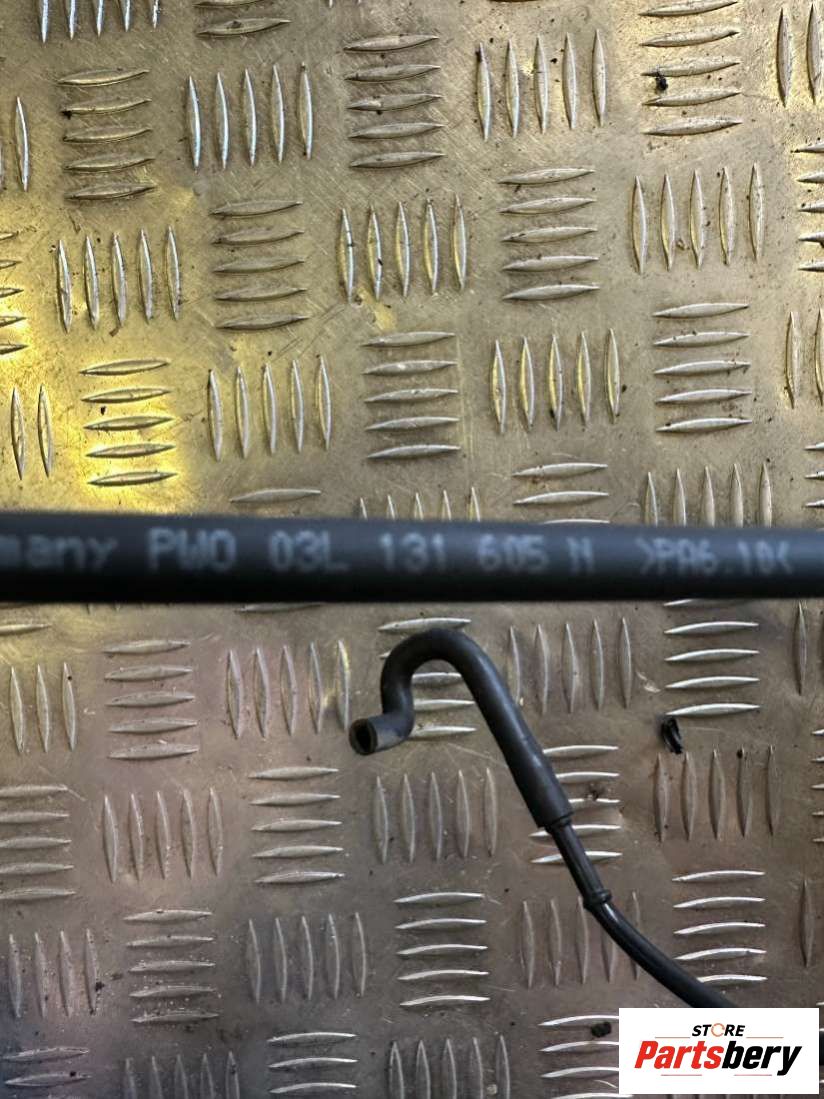 many PWO 03L 131 605 N >PA6.10<
STORE
Partsbery